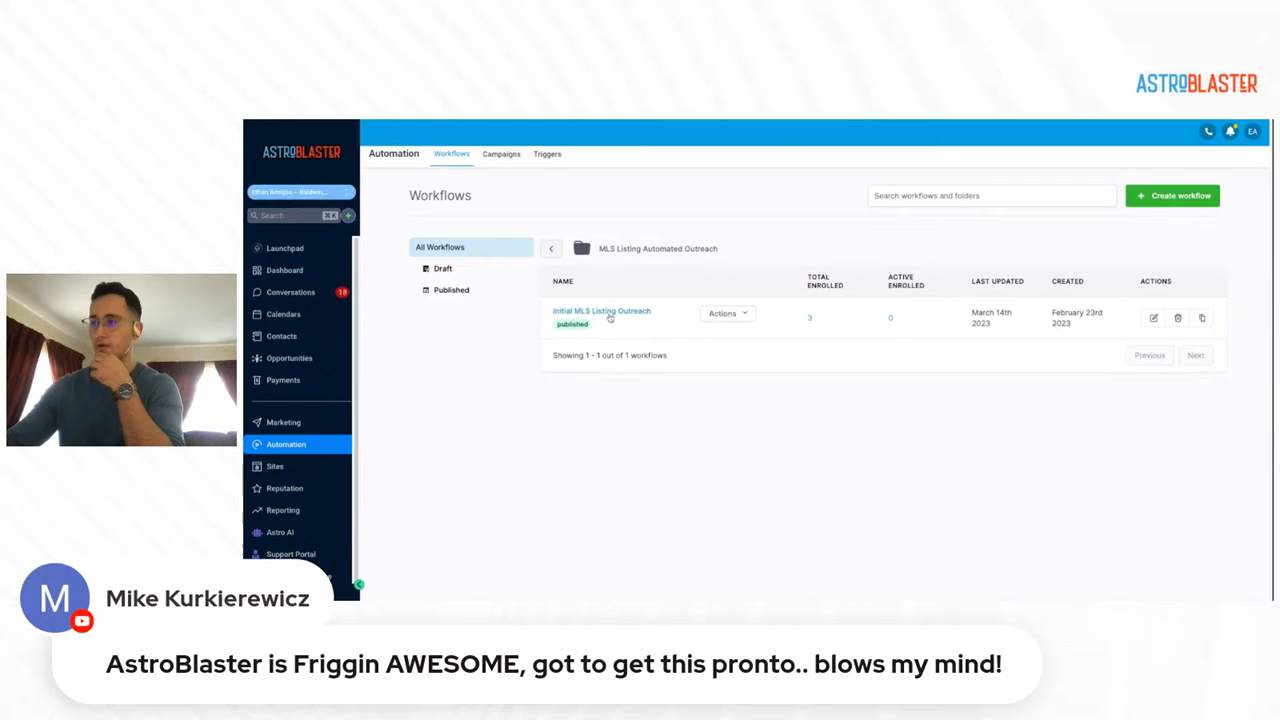 ASTROBLASTER
ASTROBLASTER
Automation
Workflows
Campaigns
Triggers
Search
⌘ K
Launchpad
Dashboard
Conversations
18
Calendars
Contacts
Opportunities
Payments
Marketing
Automation
Sites
Reputation
Reporting
Astro AI
Support Portal
EA
Workflows
Search workflows and folders
+ Create workflow
All Workflows
Draft
Published
MLS Listing Automated Outreach
NAME
TOTAL ENROLLED
ACTIVE ENROLLED
LAST UPDATED
CREATED
ACTIONS
Initial MLS Listing Outreach
published
Actions
3
0
March 14th 2023
February 23rd 2023
Showing 1 - 1 out of 1 workflows
Previous
Next
M
Mike Kurkierewicz
AstroBlaster is Friggin AWESOME, got to get this pronto.. blows my mind!